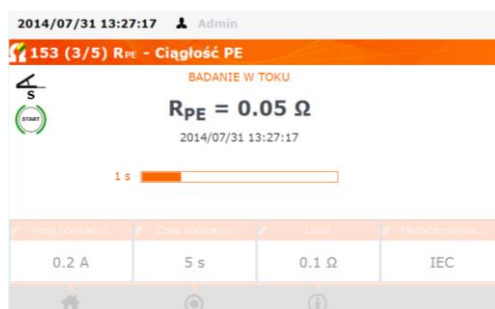 2014/07/31 13:27:17 Admin
153 (3/5) RPE - Ciągłość PE
BADANIE W TOKU
S
START
RPE = 0.05 Ω
2014/07/31 13:27:17
1 s
Prąd pomiaru I Czas pomiaru t Limit Metoda pomiaru
0.2 A 5 s 0.1 Ω IEC